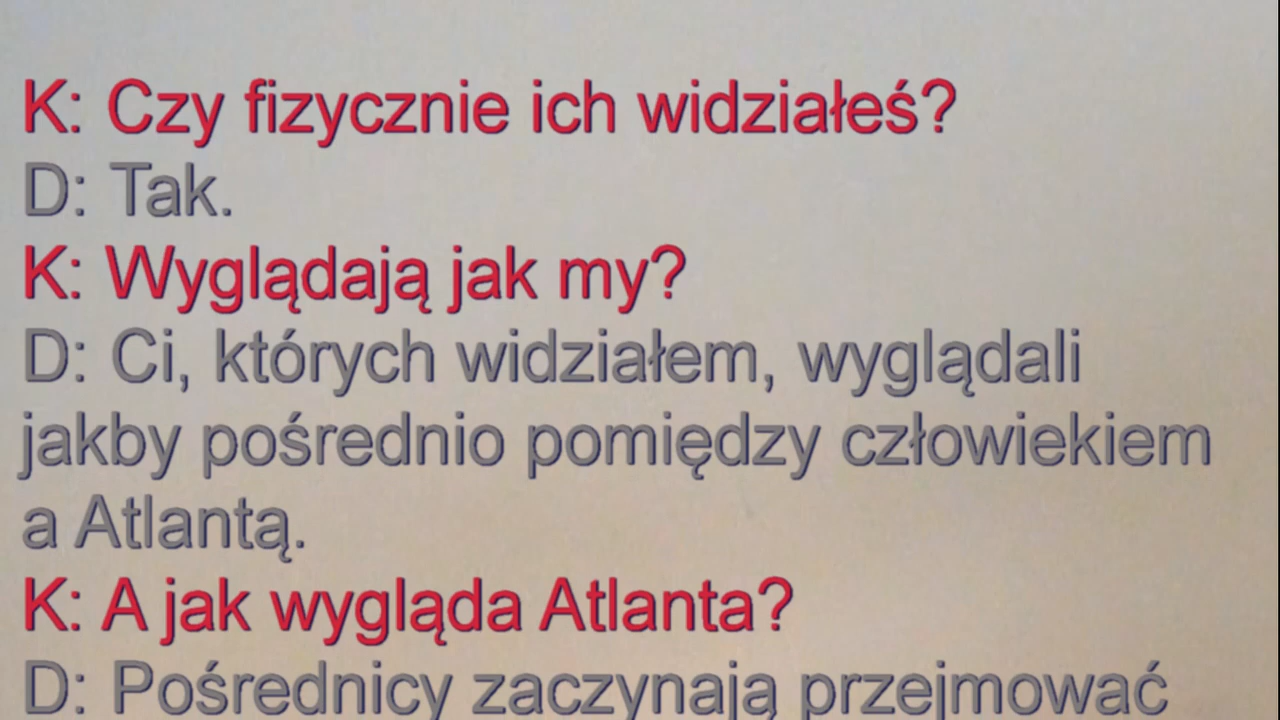 K: Czy fizycznie ich widziałeś?
D: Tak.
K: Wyglądają jak my?
D: Ci, których widziałem, wyglądali
jakby pośrednio pomiędzy człowiekiem
a Atlantą.
K: A jak wygląda Atlanta?
D: Pośrednicy zaczynają przejmować